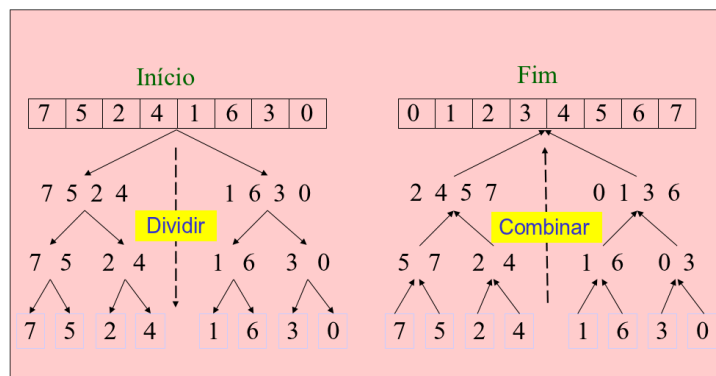 Início
7 5 2 4 1 6 3 0
7 5 2 4 1 6 3 0
Dividir
7 5 2 4 1 6 3 0
7 5 2 4 1 6 3 0
Fim
0 1 2 3 4 5 6 7
2 4 5 7 0 1 3 6
Combinar
5 7 2 4 1 6 0 3
7 5 2 4 1 6 3 0